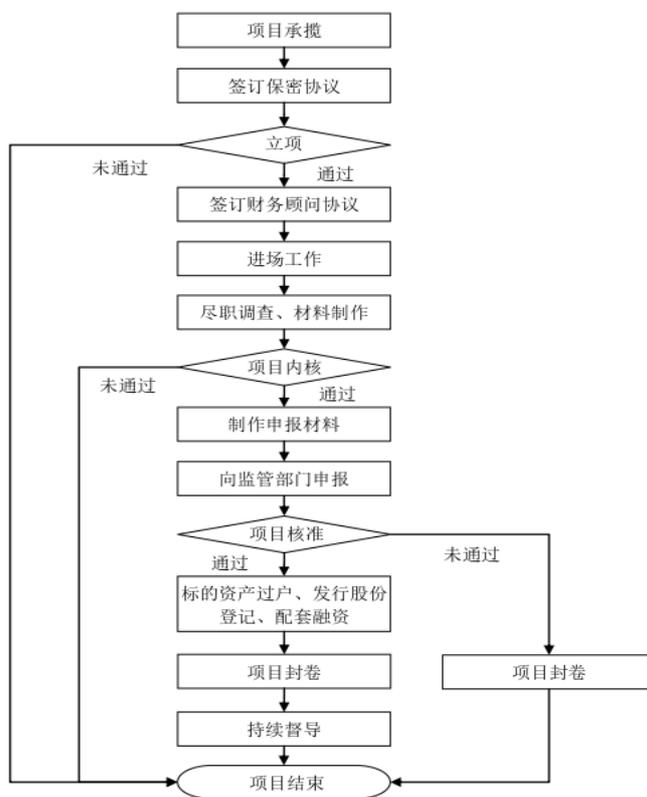 项目承揽
签订保密协议
立项
未通过
通过
签订财务顾问协议
进场工作
尽职调查、材料制作
项目内核
未通过
通过
制作申报材料
向监管部门申报
项目核准
通过
未通过
标的资产过户、发行股份
登记、配套融资
项目封卷
项目封卷
持续督导
项目结束